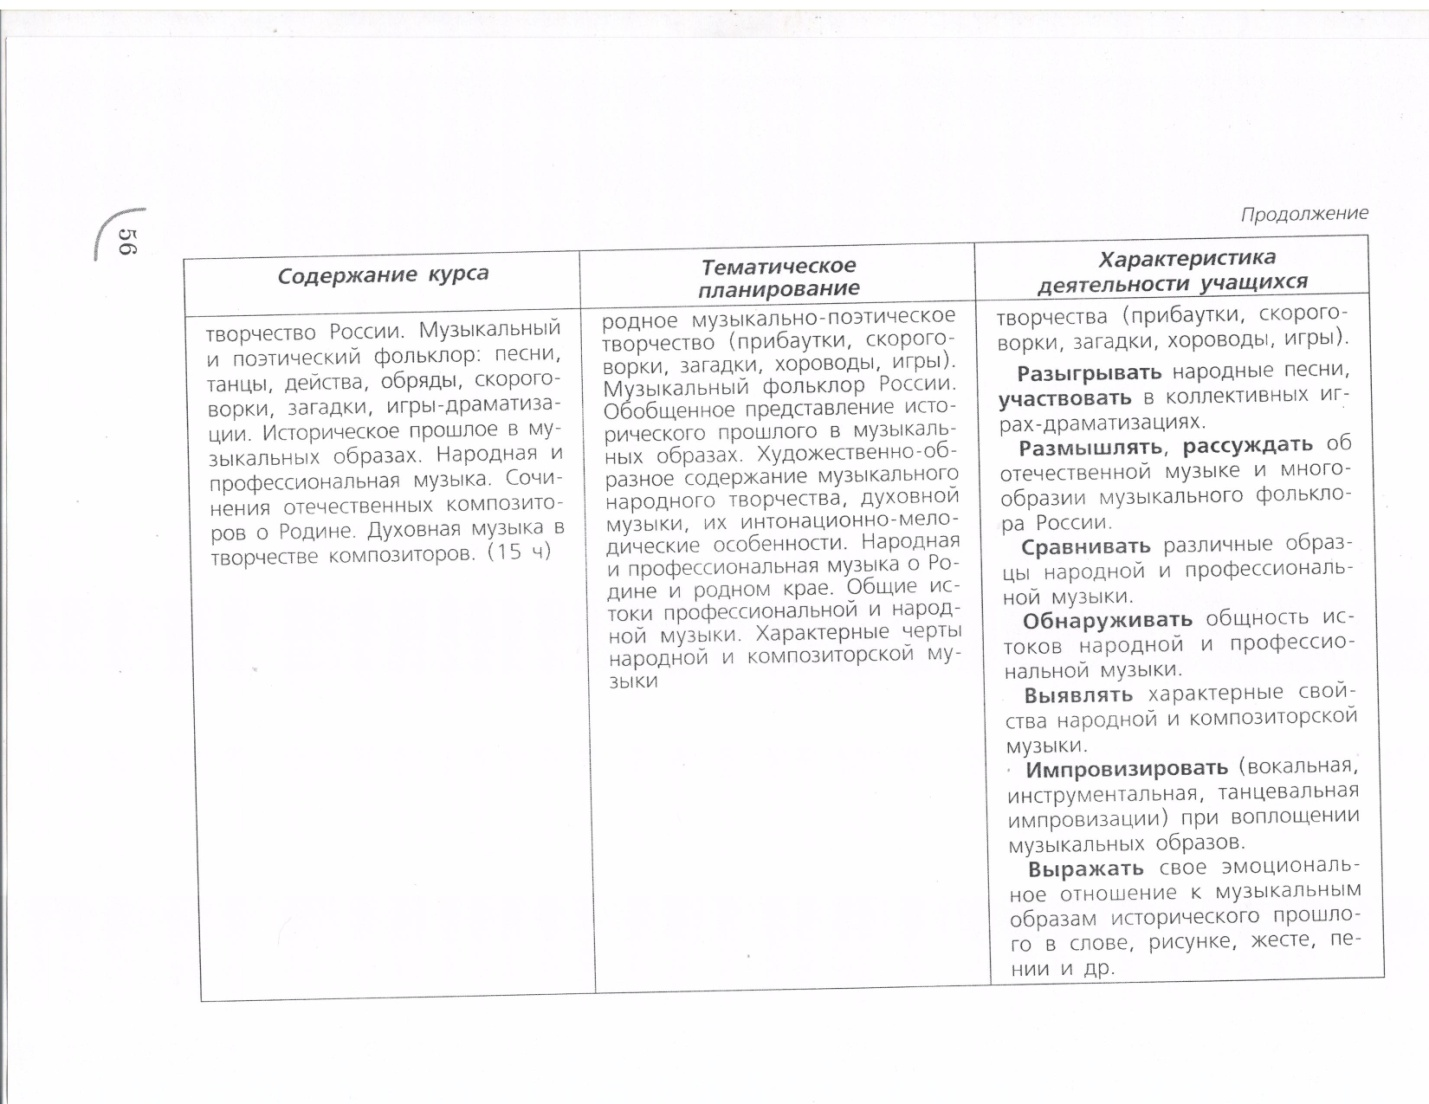 Продолжение
56
Содержание курса
творчество России. Музыкальный
и поэтический фольклор: песни,
танцы, действа, обряды, скорого-
ворки, загадки, игры-драматиза-
ции. Историческое прошлое в му-
зыкальных образах. Народная и
профессиональная музыка. Сочи-
нения отечественных композито-
ров о Родине. Духовная музыка в
творчестве композиторов. (15 ч)
Тематическое
планирование
родное музыкально-поэтическое
творчество (прибаутки, скорого-
ворки, загадки, хороводы, игры).
Музыкальный фольклор России.
Обобщенное представление исто-
рического прошлого в музыкаль-
ных образах. Художественно-об-
разное содержание музыкального
народного творчества, духовной
музыки, их интонационно-мело-
дические особенности. Народная
и профессиональная музыка о Ро-
дине и родном крае. Общие ис-
токи профессиональной и народ-
ной музыки. Характерные черты
народной и композиторской му-
зыки
Характеристика
деятельности учащихся
творчества (прибаутки, скорого-
ворки, загадки, хороводы, игры).
Разыгрывать народные песни,
участвовать в коллективных иг-
рах-драматизациях.
Размышлять, рассуждать об
отечественной музыке и много-
образии музыкального фолькло-
ра России.
Сравнивать различные образ-
цы народной и профессиональ-
ной музыки.
Обнаруживать общность ис-
токов народной и профессио-
нальной музыки.
Выявлять характерные свой-
ства народной и композиторской
музыки.
Импровизировать (вокальная,
инструментальная, танцевальная
импровизации) при воплощении
музыкальных образов.
Выражать свое эмоциональ-
ное отношение к музыкальным
образам исторического прошло-
го в слове, рисунке, жесте, пе-
нии и др.